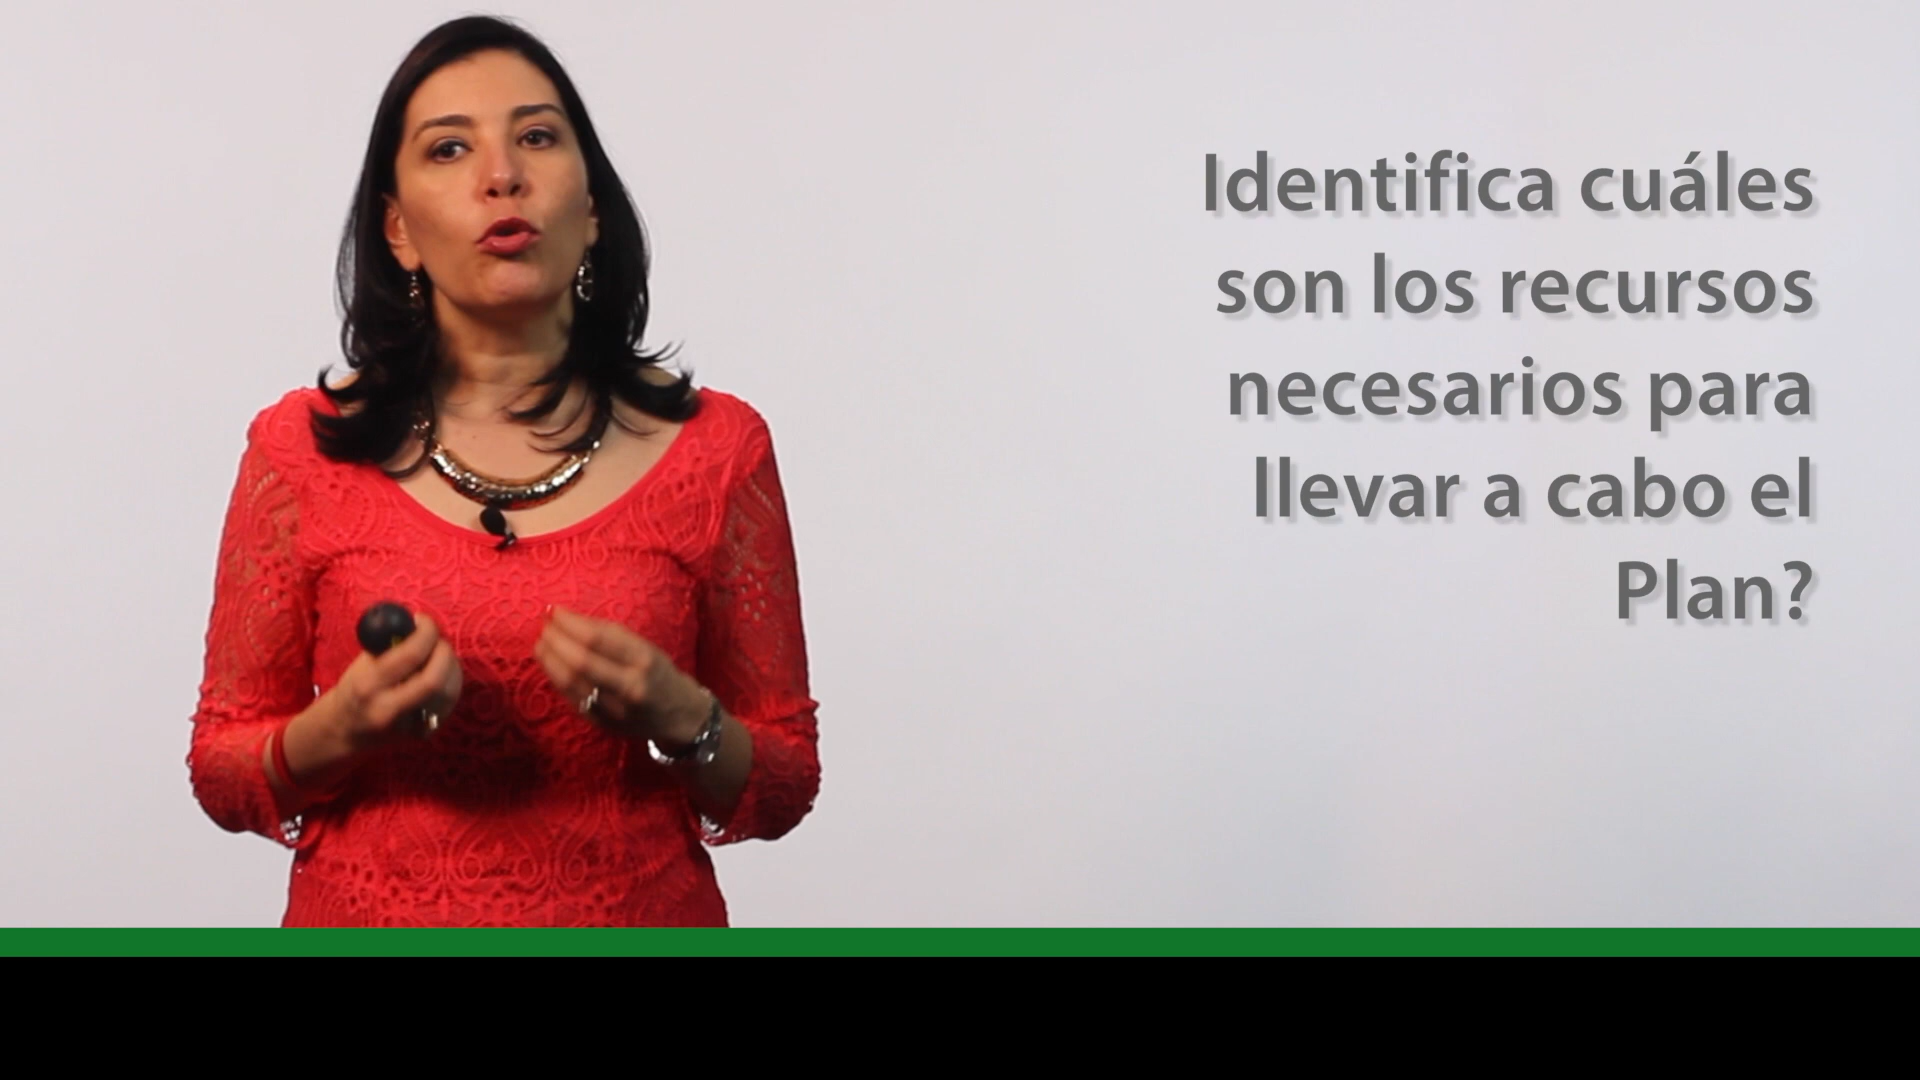 Identifica cuáles
son los recursos
necesarios para
llevar a cabo el
Plan?